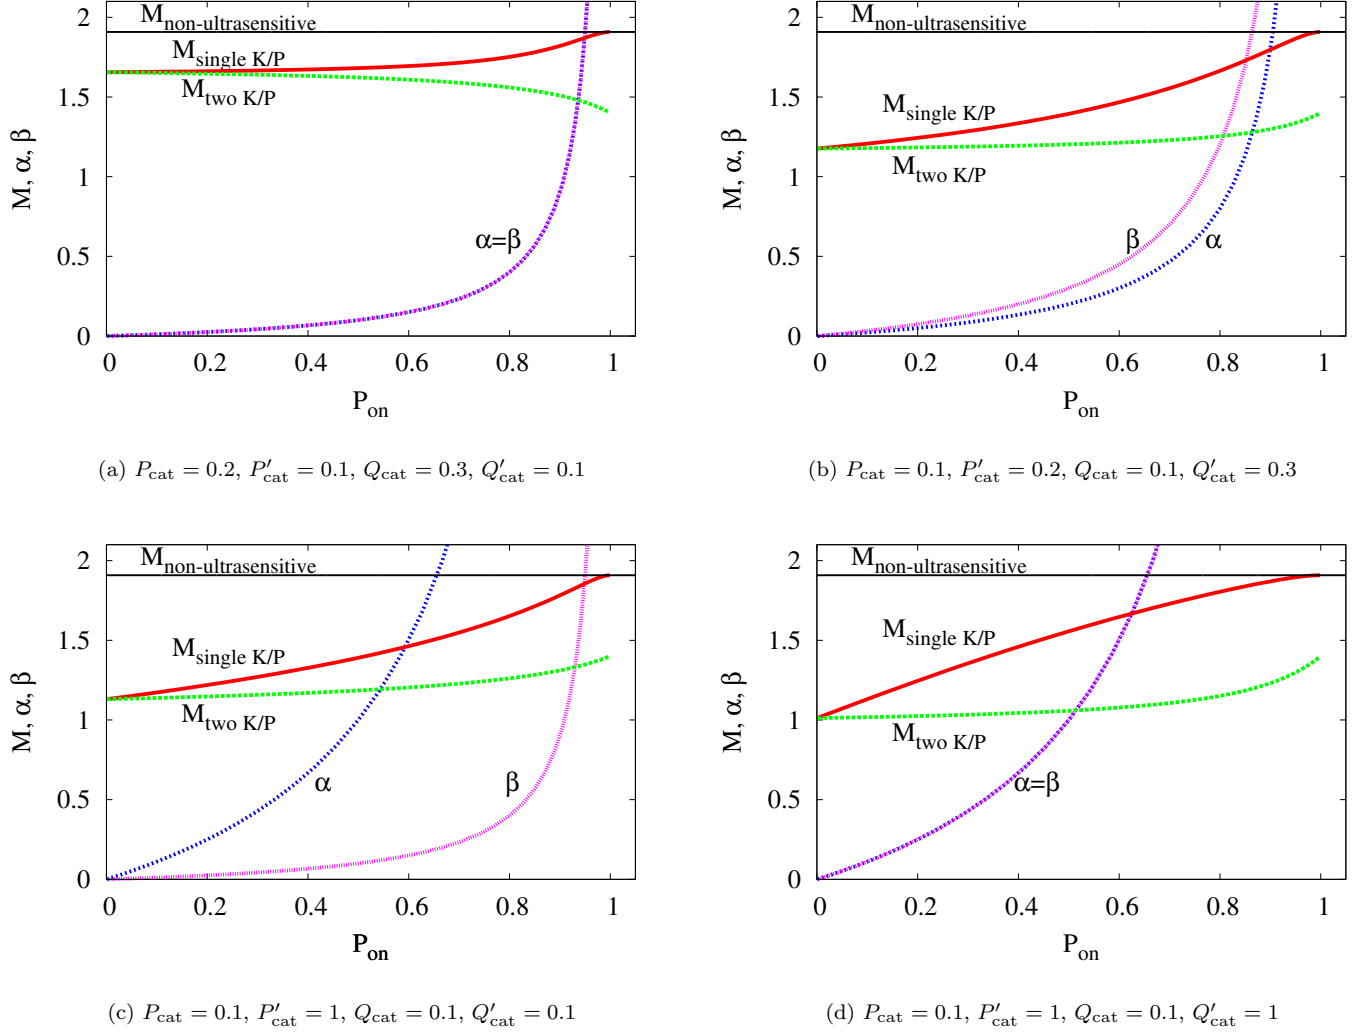 M_non-ultrasensitive
M_single K/P
M_two K/P
α=β
M, α, β
0
0.5
1
1.5
2
0 0.2 0.4 0.6 0.8 1
P_on
(a) P_cat = 0.2, P′_cat = 0.1, Q_cat = 0.3, Q′_cat = 0.1
M_non-ultrasensitive
M_single K/P
M_two K/P
β α
M, α, β
0
0.5
1
1.5
2
0 0.2 0.4 0.6 0.8 1
P_on
(b) P_cat = 0.1, P′_cat = 0.2, Q_cat = 0.1, Q′_cat = 0.3
M_non-ultrasensitive
M_single K/P
M_two K/P
α β
M, α, β
0
0.5
1
1.5
2
0 0.2 0.4 0.6 0.8 1
P_on
(c) P_cat = 0.1, P′_cat = 1, Q_cat = 0.1, Q′_cat = 0.1
M_non-ultrasensitive
M_single K/P
M_two K/P
α=β
M, α, β
0
0.5
1
1.5
2
0 0.2 0.4 0.6 0.8 1
P_on
(d) P_cat = 0.1, P′_cat = 1, Q_cat = 0.1, Q′_cat = 1